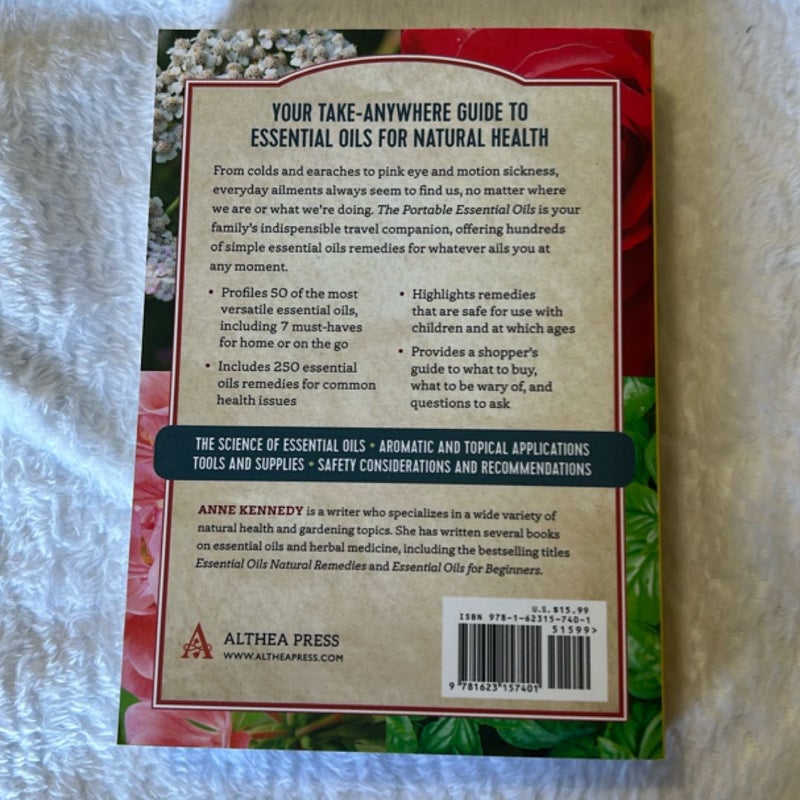 YOUR TAKE-ANYWHERE GUIDE TO
ESSENTIAL OILS FOR NATURAL HEALTH
From colds and earaches to pink eye and motion sickness,
everyday ailments always seem to find us, no matter where
we are or what we're doing. The Portable Essential Oils is your
family's indispensible travel companion, offering hundreds
of simple essential oils remedies for whatever ails you at
any moment.
• Profiles 50 of the most
versatile essential oils,
including 7 must-haves
for home or on the go
• Includes 250 essential
oils remedies for common
health issues
• Highlights remedies
that are safe for use with
children and at which ages
• Provides a shopper's
guide to what to buy,
what to be wary of, and
questions to ask
THE SCIENCE OF ESSENTIAL OILS • AROMATIC AND TOPICAL APPLICATIONS
TOOLS AND SUPPLIES • SAFETY CONSIDERATIONS AND RECOMMENDATIONS
ANNE KENNEDY is a writer who specializes in a wide variety of
natural health and gardening topics. She has written several books
on essential oils and herbal medicine, including the bestselling titles
Essential Oils Natural Remedies and Essential Oils for Beginners.
ALTHEA PRESS
WWW.ALTHEAPRESS.COM
U.S. $15.99
ISBN 978-1-62315-740-1
51599>
9 781623 157401